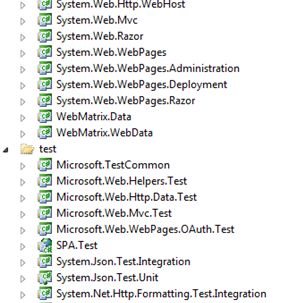 System.Web.Http.WebHost
System.Web.Mvc
System.Web.Razor
System.Web.WebPages
System.Web.WebPages.Administration
System.Web.WebPages.Deployment
System.Web.WebPages.Razor
WebMatrix.Data
WebMatrix.WebData
test
Microsoft.TestCommon
Microsoft.Web.Helpers.Test
Microsoft.Web.Http.Data.Test
Microsoft.Web.Mvc.Test
Microsoft.Web.WebPages.OAuth.Test
SPA.Test
System.Json.Test.Integration
System.Json.Test.Unit
System.Net.Http.Formatting.Test.Integration